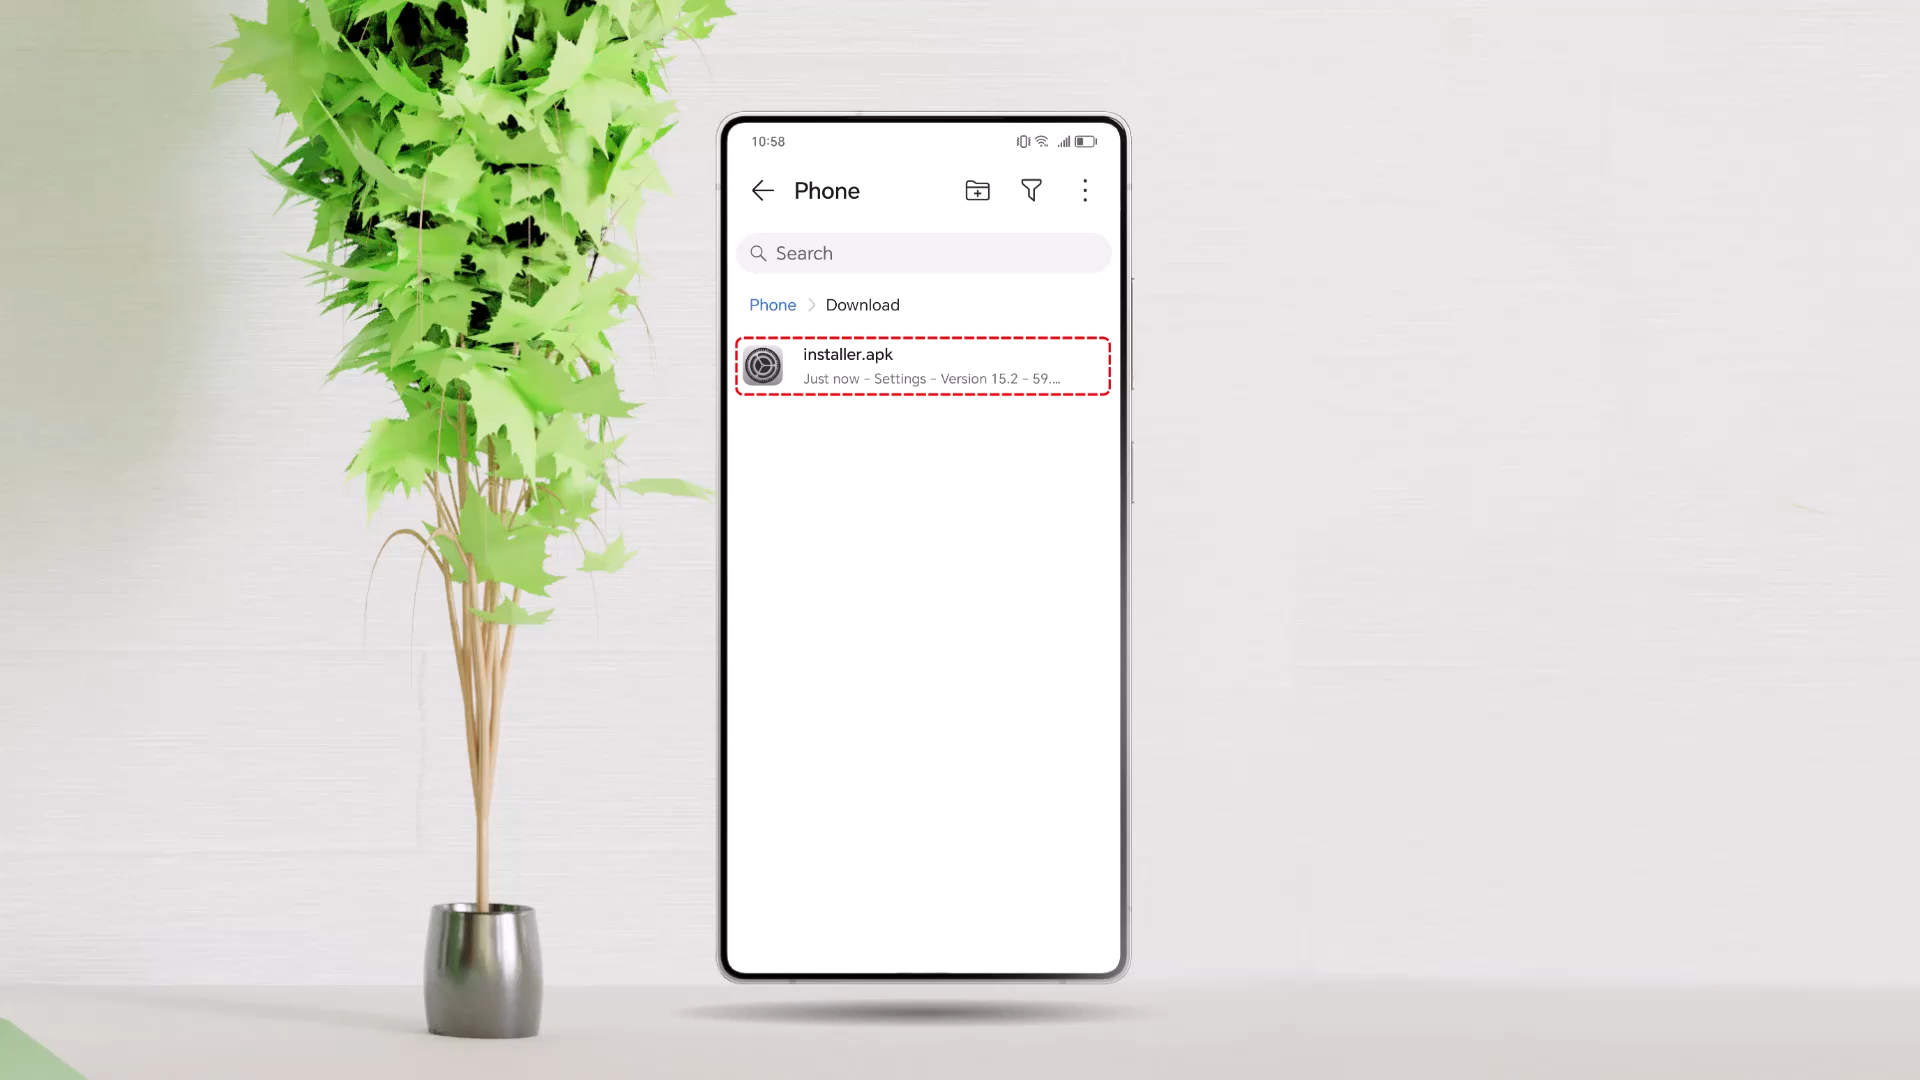 10:58
Phone
Search
Phone > Download
installer.apk
Just now - Settings - Version 15.2 - 59....